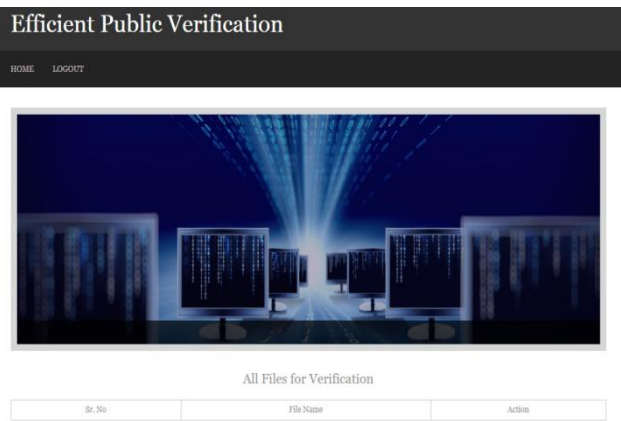 Efficient Public Verification
HOME LOGOUT
All Files for Verification
Sr. No File Name Action